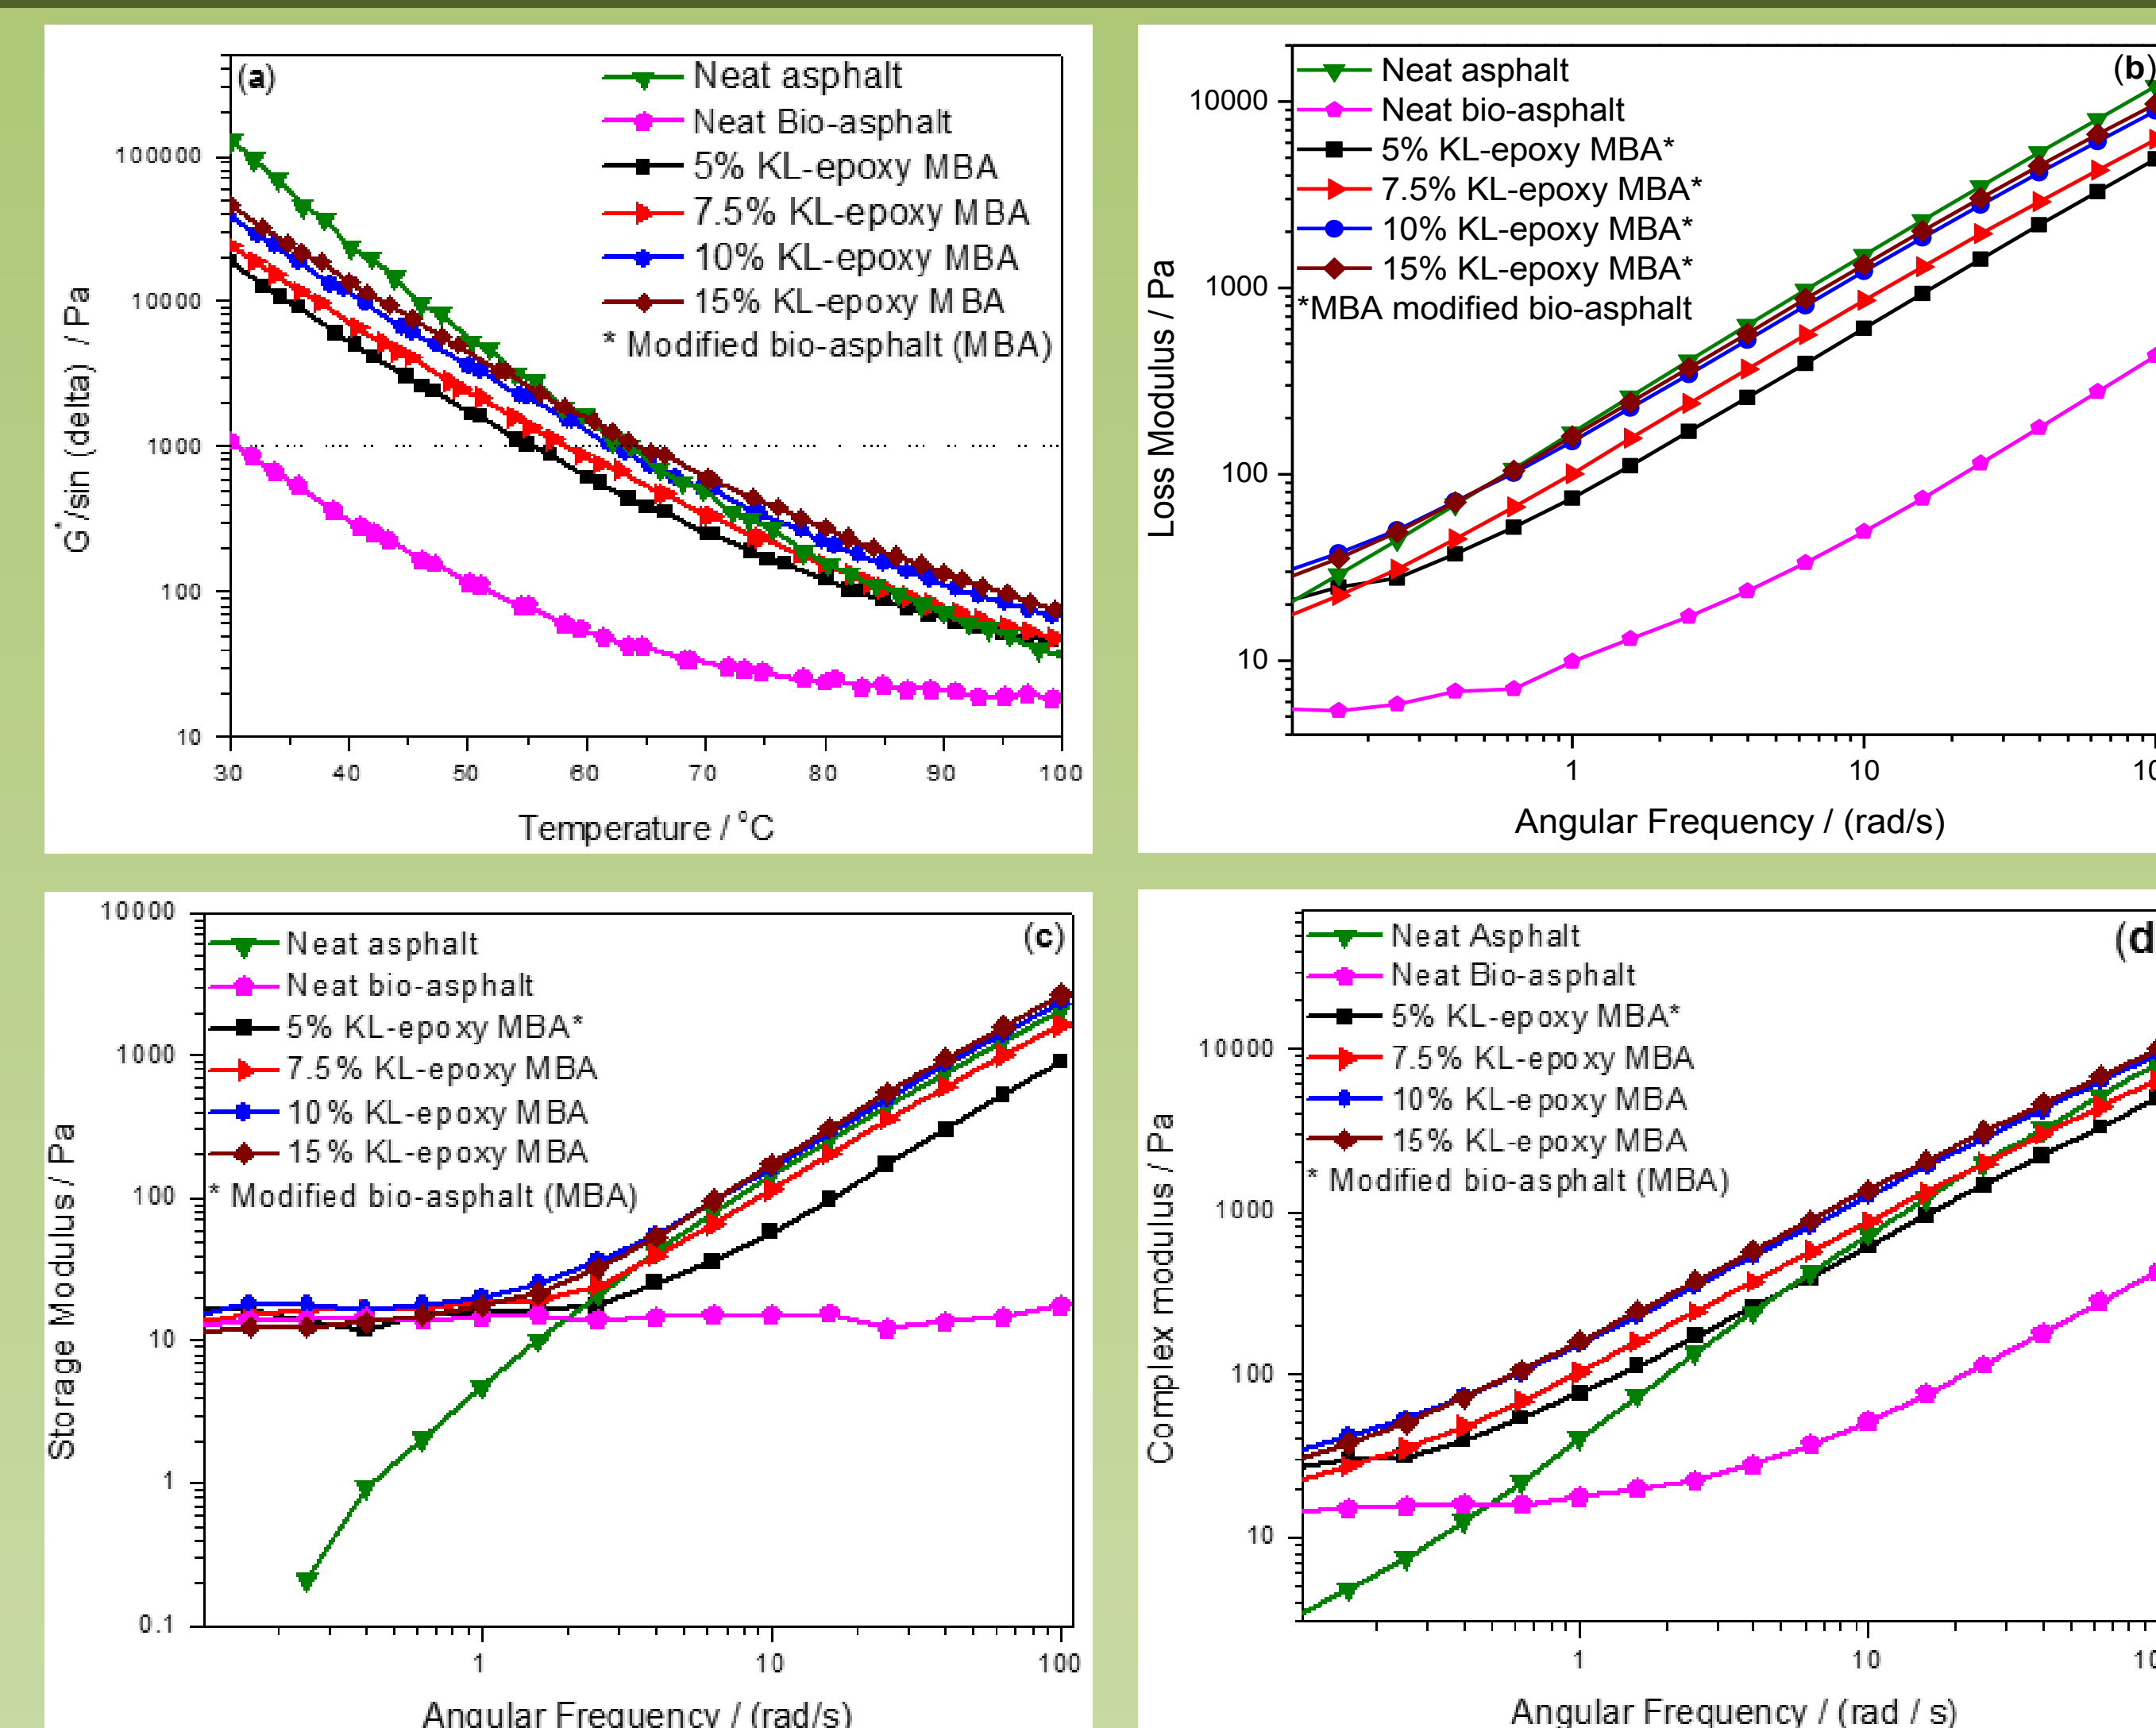 (a)
Neat asphalt
Neat Bio-asphalt
5% KL-epoxy MBA
7.5% KL-epoxy MBA
10% KL-epoxy MBA
15% KL-epoxy MBA
* Modified bio-asphalt (MBA)
G*/sin (delta) / Pa
100000
10000
1000
100
10
30 40 50 60 70 80 90 100
Temperature / °C
(b)
Neat asphalt
Neat bio-asphalt
5% KL-epoxy MBA*
7.5% KL-epoxy MBA*
10% KL-epoxy MBA*
15% KL-epoxy MBA*
*MBA modified bio-asphalt
Loss Modulus / Pa
10000
1000
100
10
1 10 10
Angular Frequency / (rad/s)
(c)
Neat asphalt
Neat bio-asphalt
5% KL-epoxy MBA*
7.5% KL-epoxy MBA
10% KL-epoxy MBA
15% KL-epoxy MBA
* Modified bio-asphalt (MBA)
Storage Modulus / Pa
10000
1000
100
10
1
0.1
1 10 100
Angular Frequency / (rad/s)
(d
Neat Asphalt
Neat Bio-asphalt
5% KL-epoxy MBA*
7.5% KL-epoxy MBA
10% KL-epoxy MBA
15% KL-epoxy MBA
* Modified bio-asphalt (MBA)
Complex modulus / Pa
10000
1000
100
10
1 10 10
Angular Frequency / (rad / s)